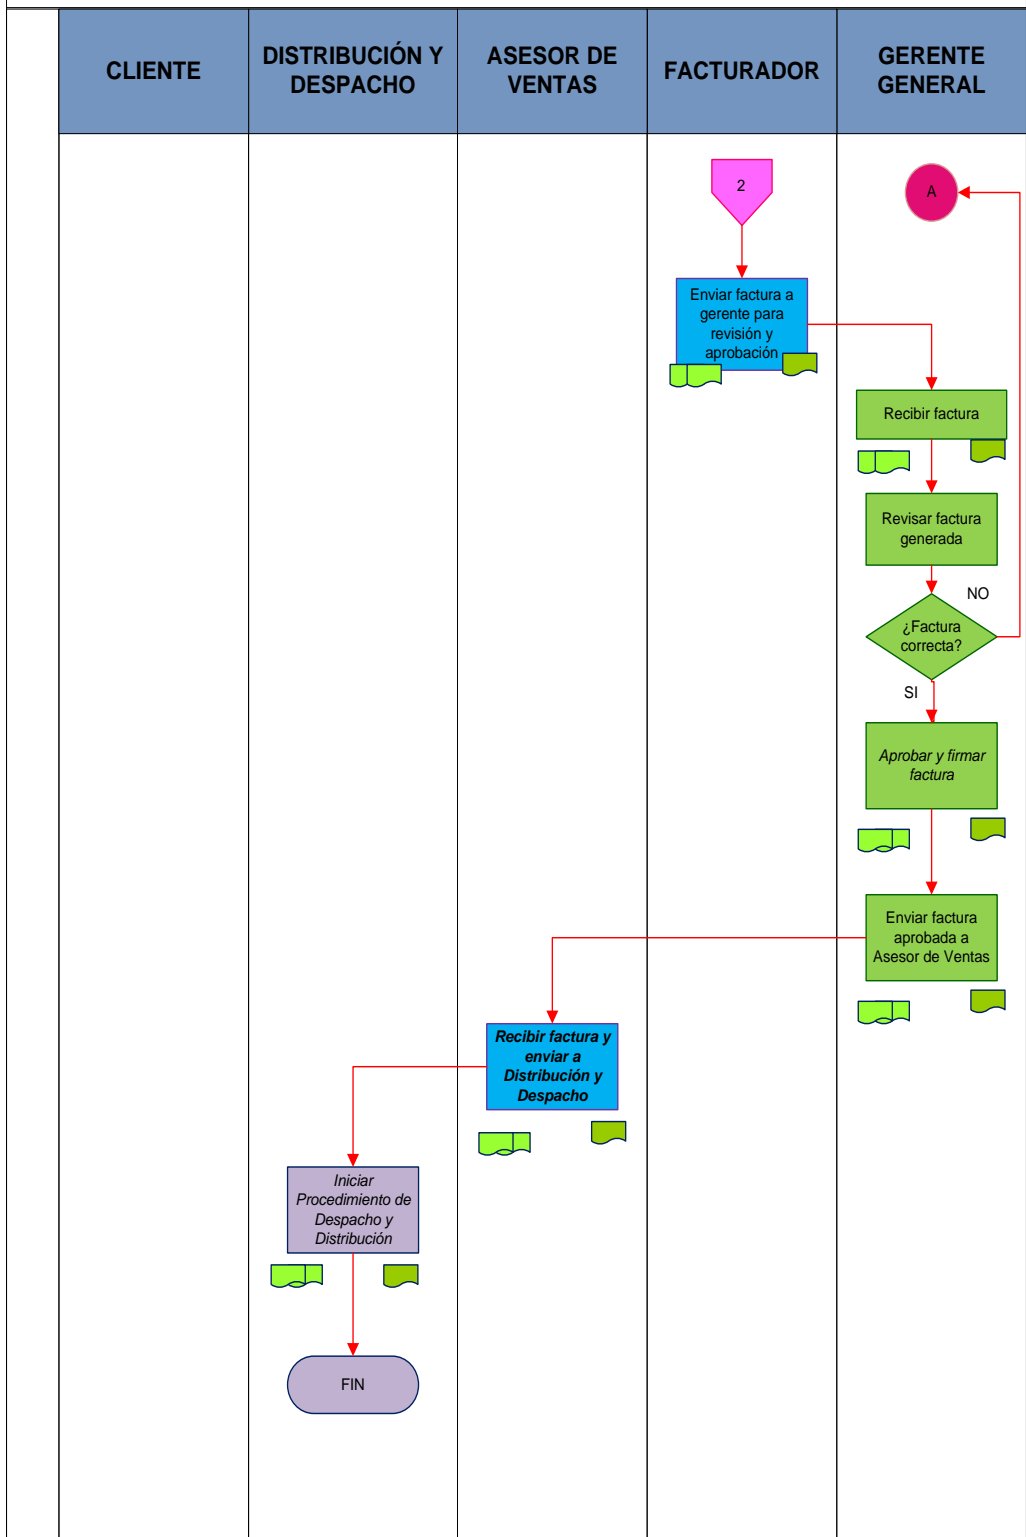 CLIENTE
DISTRIBUCIÓN Y
DESPACHO
ASESOR DE
VENTAS
FACTURADOR
GERENTE
GENERAL
2
A
Enviar factura a
gerente para
revisión y
aprobación
Recibir factura
Revisar factura
generada
NO
¿Factura
correcta?
SI
Aprobar y firmar
factura
Enviar factura
aprobada a
Asesor de Ventas
Recibir factura y
enviar a
Distribución y
Despacho
Iniciar
Procedimiento de
Despacho y
Distribución
FIN